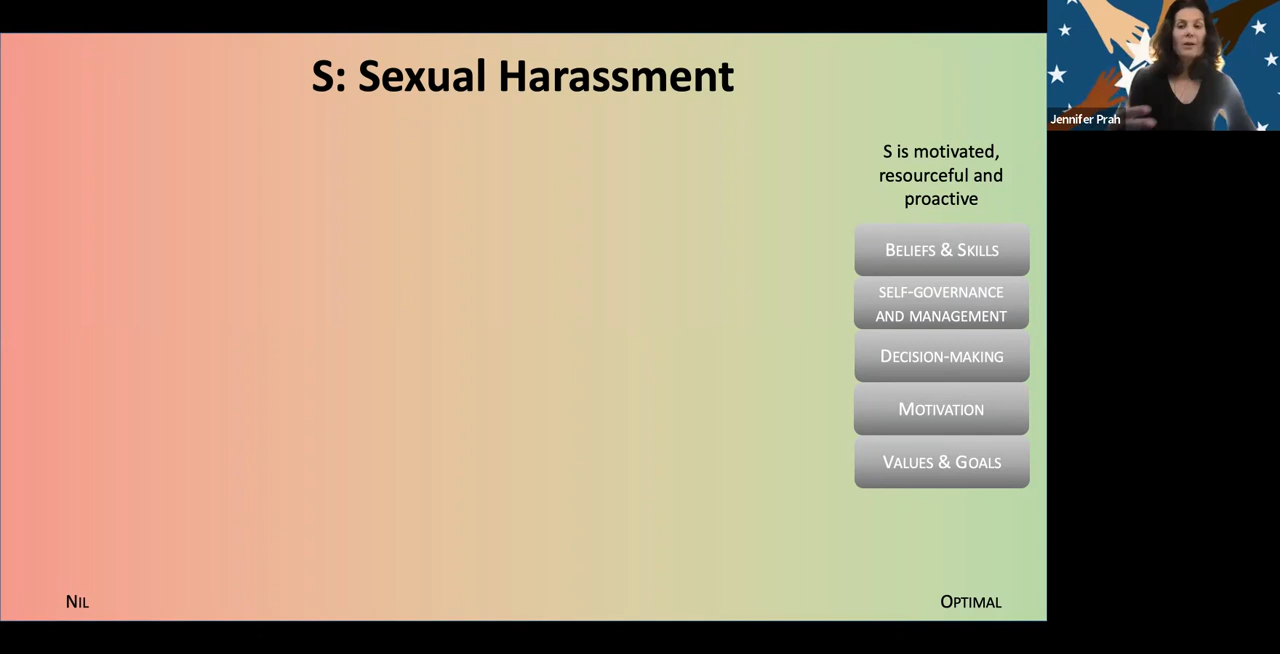 S: Sexual Harassment
Jennifer Prah
S is motivated,
resourceful and
proactive
BELIEFS & SKILLS
SELF-GOVERNANCE
AND MANAGEMENT
DECISION-MAKING
MOTIVATION
VALUES & GOALS
NIL
OPTIMAL